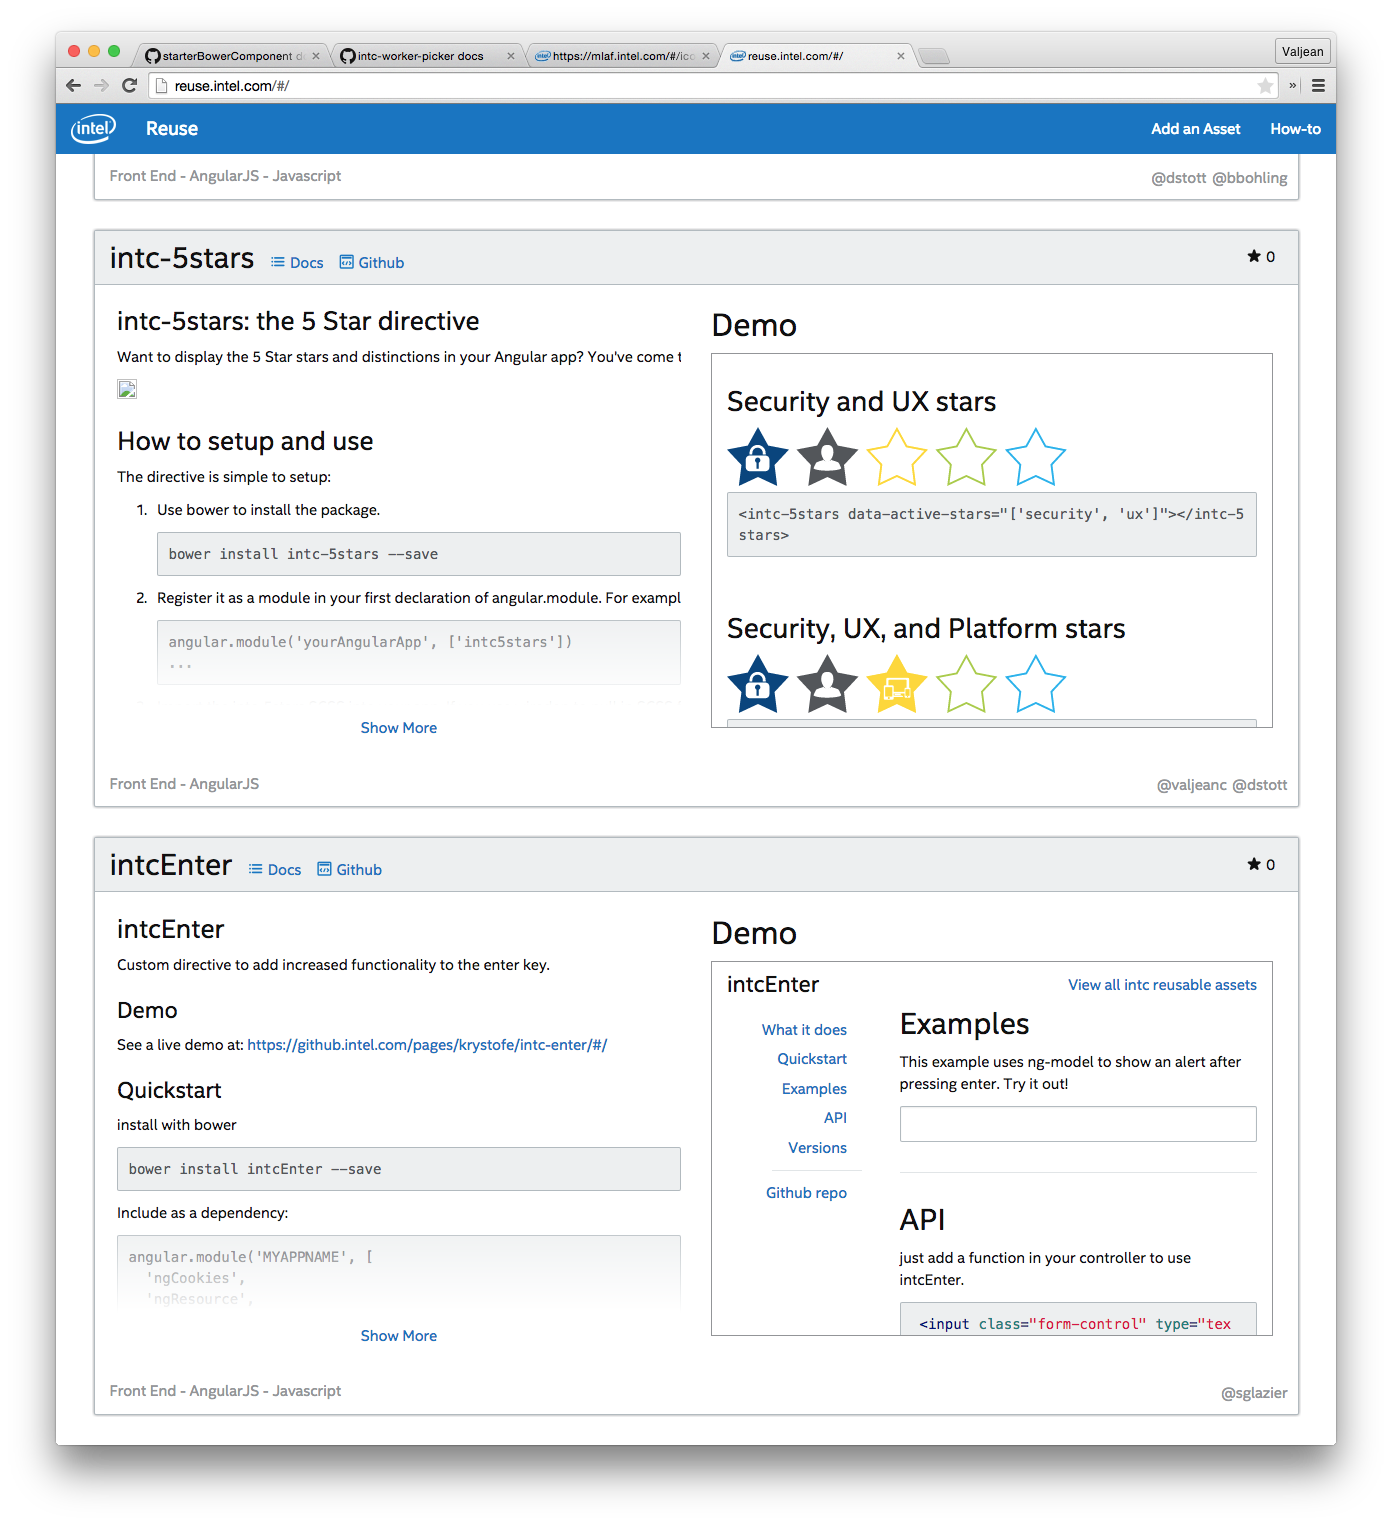 starterBowerComponent d
intc-worker-picker docs
https://mlaf.intel.com/#/ico
reuse.intel.com/#/
Valjean
reuse.intel.com/#/
intel
Reuse
Add an Asset
How-to
Front End - AngularJS - Javascript
@dstott @bbohling
intc-5stars
Docs
Github
0
intc-5stars: the 5 Star directive
Want to display the 5 Star stars and distinctions in your Angular app? You've come t
How to setup and use
The directive is simple to setup:
1. Use bower to install the package.
bower install intc-5stars --save
2. Register it as a module in your first declaration of angular.module. For exampl
angular.module('yourAngularApp', ['intc5stars'])
...
Show More
Demo
Security and UX stars
<intc-5stars data-active-stars="['security', 'ux']"></intc-5
stars>
Security, UX, and Platform stars
Front End - AngularJS
@valjeanc @dstott
intcEnter
Docs
Github
0
intcEnter
Custom directive to add increased functionality to the enter key.
Demo
See a live demo at: https://github.intel.com/pages/krystofe/intc-enter/#/
Quickstart
install with bower
bower install intcEnter --save
Include as a dependency:
angular.module('MYAPPNAME', [
'ngCookies',
'ngResource',
Show More
Demo
intcEnter
View all intc reusable assets
What it does
Quickstart
Examples
API
Versions
Github repo
Examples
This example uses ng-model to show an alert after
pressing enter. Try it out!
API
just add a function in your controller to use
intcEnter.
<input class="form-control" type="tex
Front End - AngularJS - Javascript
@sglazier